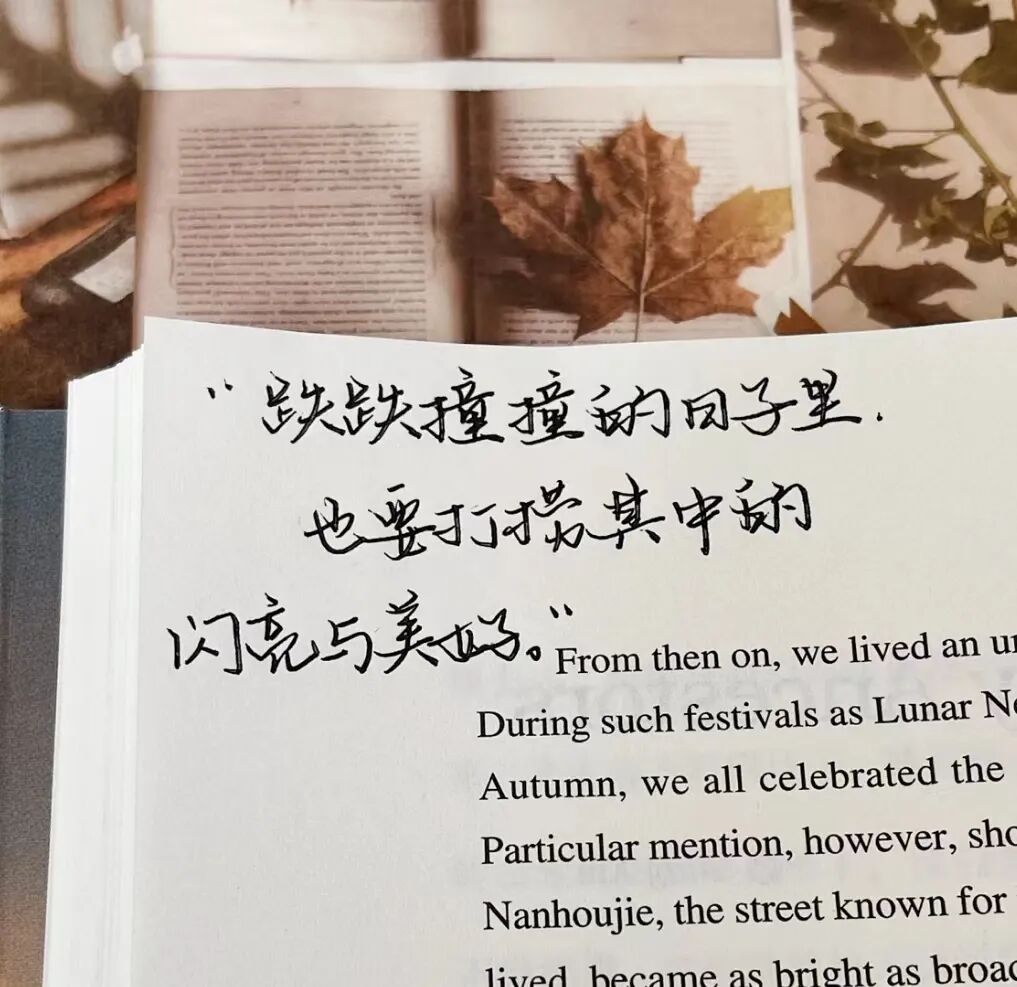 “跌跌撞撞的日子里.
也要打捞其中的
闪亮与美好。”
From then on, we lived an
During such festivals as Lunar
Autumn, we all celebrated the
Particular mention, however,
Nanhoujie, the street known for
lived, became as bright as